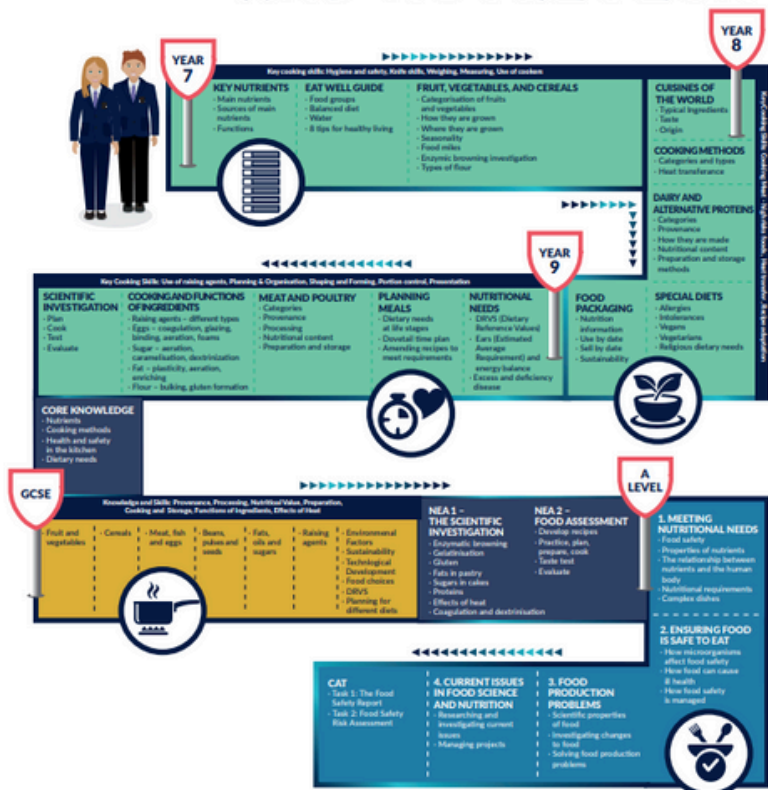 YEAR
7
Key cooking skills: Hygiene and safety, Knife skills, Weighing, Measuring, Use of cookers
KEY NUTRIENTS
- Main nutrients
- Sources of main
nutrients
- Functions
EAT WELL GUIDE
- Food groups
- Balanced diet
- Water
- 8 tips for healthy living
FRUIT, VEGETABLES, AND CEREALS
- Categorisation of fruits
and vegetables
- How they are grown
- Where they are grown
- Seasonality
- Food miles
- Enzymic browning investigation
- Types of flour
YEAR
8
Key Cooking Skills: Cooking Meat - high risks foods, Heat transfer, Recipe adaptation
CUISINES OF
THE WORLD
- Typical Ingredients
- Taste
- Origin
COOKING METHODS
- Categories and types
- Heat transferance
DAIRY AND
ALTERNATIVE PROTEINS
- Categories
- Provenance
- How they are made
- Nutritional content
- Preparation and storage
methods
SPECIAL DIETS
- Allergies
- Intolerances
- Vegans
- Vegetarians
- Religious dietary needs
FOOD
PACKAGING
- Nutrition
information
- Use by date
- Sell by date
- Sustainability
YEAR
9
Key Cooking Skills: Use of raising agents, Planning & Organisation, Shaping and Forming, Portion control, Presentation
SCIENTIFIC
INVESTIGATION
- Plan
- Cook
- Test
- Evaluate
COOKING AND FUNCTIONS
OF INGREDIENTS
- Raising agents – different types
- Eggs – coagulation, glazing,
binding, aeration, foams
- Sugar – aeration,
caramelisation, dextrinization
- Fat – plasticity, aeration,
enriching
- Flour – bulking, gluten formation
MEAT AND POULTRY
- Categories
- Provenance
- Processing
- Nutritional content
- Preparation and storage
PLANNING
MEALS
- Dietary needs
at life stages
- Dovetail time plan
- Amending recipes to
meet requirements
NUTRITIONAL
NEEDS
- DRVS (Dietary
Reference Values)
- Ears (Estimated
Average
Requirement) and
energy balance
- Excess and deficiency
disease
CORE KNOWLEDGE
- Nutrients
- Cooking methods
- Health and safety
in the kitchen
- Dietary needs
GCSE
Knowledge and Skills: Provenance, Processing, Nutritional Value, Preparation,
Cooking and Storage, Functions of Ingredients, Effects of Heat
- Fruit and
vegetables
- Cereals
- Meat, fish
and eggs
- Beans,
pulses and
seeds
- Fats,
oils and
sugars
- Raising
agents
- Environmental
Factors
- Sustainability
- Technlogical
Development
- Food choices
- DRVS
- Planning for
different diets
NEA 1 –
THE SCIENTIFIC
INVESTIGATION
- Enzymatic browning
- Gelatinisation
- Gluten
- Fats in pastry
- Sugars in cakes
- Proteins
- Effects of heat
- Coagulation and dextrinisation
NEA 2 –
FOOD ASSESSMENT
- Develop recipes
- Practice, plan,
prepare, cook
- Taste test
- Evaluate
A
LEVEL
1. MEETING
NUTRITIONAL NEEDS
- Food safety
- Properties of nutrients
- The relationship between
nutrients and the human
body
- Nutritional requirements
- Complex dishes
2. ENSURING FOOD
IS SAFE TO EAT
- How microorganisms
affect food safety
- How food can cause
ill health
- How food safety
is managed
3. FOOD
PRODUCTION
PROBLEMS
- Scientific properties
of food
- Investigating changes
to food
- Solving food production
problems
4. CURRENT ISSUES
IN FOOD SCIENCE
AND NUTRITION
- Researching and
investigating current
issues
- Managing projects
CAT
- Task 1: The Food
Safety Report
- Task 2: Food Safety
Risk Assessment